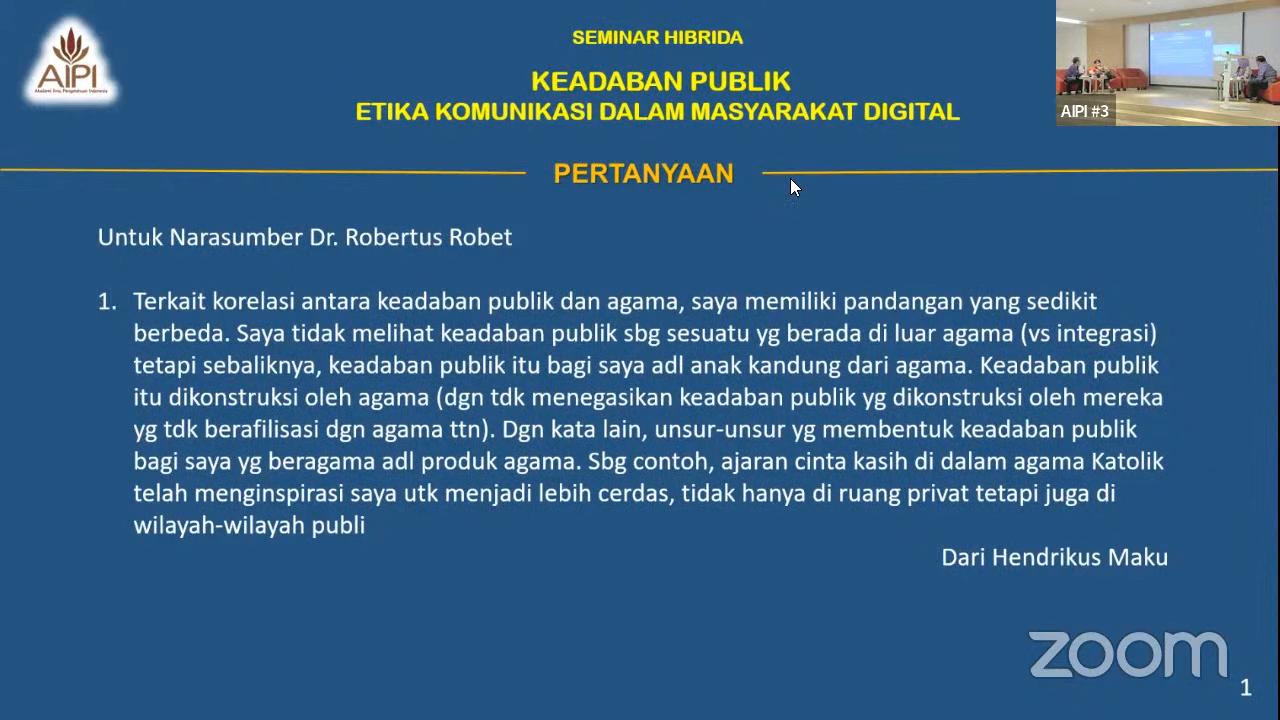 AIPI
Akademi Ilmu Pengetahuan Indonesia
SEMINAR HIBRIDA
KEADABAN PUBLIK
ETIKA KOMUNIKASI DALAM MASYARAKAT DIGITAL
AIPI #3
PERTANYAAN
Untuk Narasumber Dr. Robertus Robet
1. Terkait korelasi antara keadaban publik dan agama, saya memiliki pandangan yang sedikit
berbeda. Saya tidak melihat keadaban publik sbg sesuatu yg berada di luar agama (vs integrasi)
tetapi sebaliknya, keadaban publik itu bagi saya adl anak kandung dari agama. Keadaban publik
itu dikonstruksi oleh agama (dgn tdk menegasikan keadaban publik yg dikonstruksi oleh mereka
yg tdk berafilisasi dgn agama ttn). Dgn kata lain, unsur-unsur yg membentuk keadaban publik
bagi saya yg beragama adl produk agama. Sbg contoh, ajaran cinta kasih di dalam agama Katolik
telah menginspirasi saya utk menjadi lebih cerdas, tidak hanya di ruang privat tetapi juga di
wilayah-wilayah publi
Dari Hendrikus Maku
zoom
1